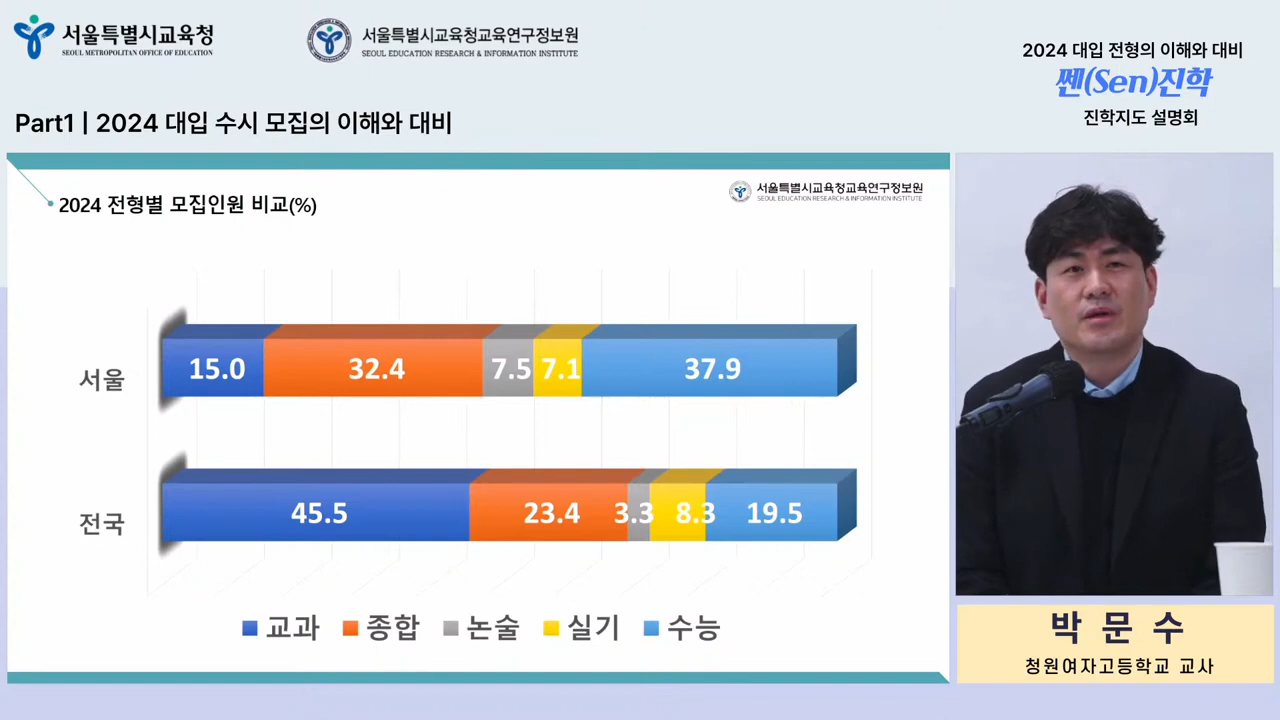 서울특별시교육청
SEOUL METROPOLITAN OFFICE OF EDUCATION
서울특별시교육청교육연구정보원
SEOUL EDUCATION RESEARCH & INFORMATION INSTITUTE
2024 대입 전형의 이해와 대비
쎈(Sen)진학
진학지도 설명회
Part1 | 2024 대입 수시 모집의 이해와 대비
2024 전형별 모집인원 비교(%)
서울특별시교육청교육연구정보원
SEOUL EDUCATION RESEARCH & INFORMATION INSTITUTE
서울 15.0 32.4 7.5 7.1 37.9
전국 45.5 23.4 3.3 8.3 19.5
교과 종합 논술 실기 수능
박 문 수
청원여자고등학교 교사